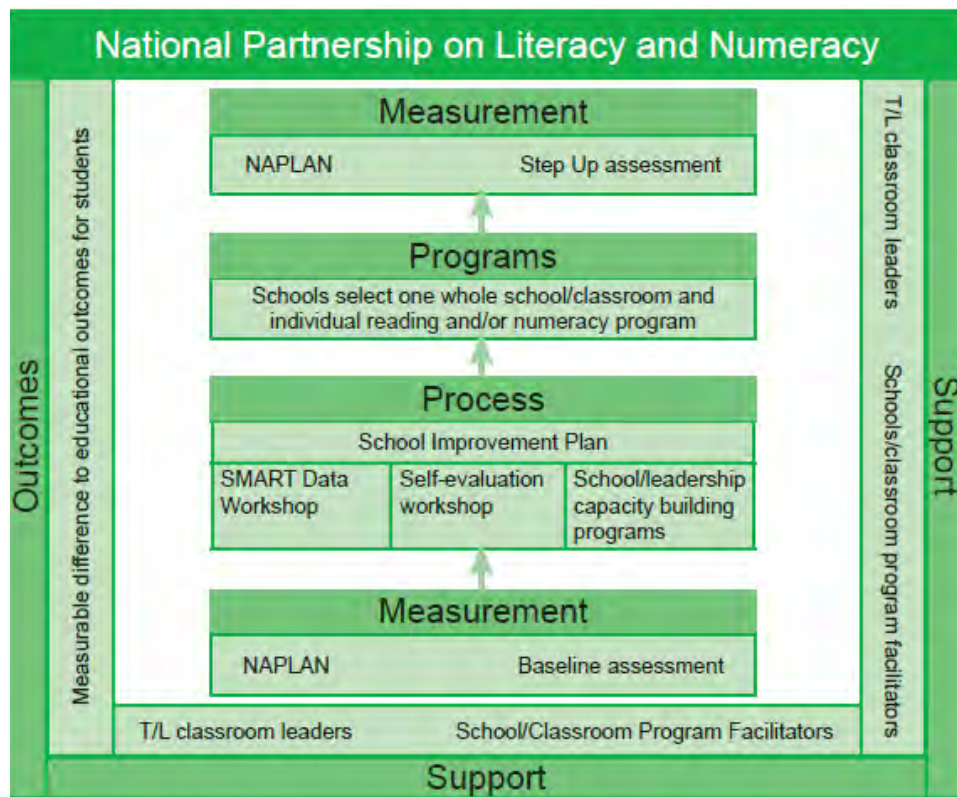 National Partnership on Literacy and Numeracy
Outcomes
Measurable difference to educational outcomes for students
Measurement
NAPLAN Step Up assessment
Programs
Schools select one whole school/classroom and
individual reading and/or numeracy program
Process
School Improvement Plan
SMART Data
Workshop
Self-evaluation
workshop
School/leadership
capacity building
programs
Measurement
NAPLAN Baseline assessment
T/L classroom leaders School/Classroom Program Facilitators
Support
T/L classroom leaders
Schools/classroom program facilitators
Support